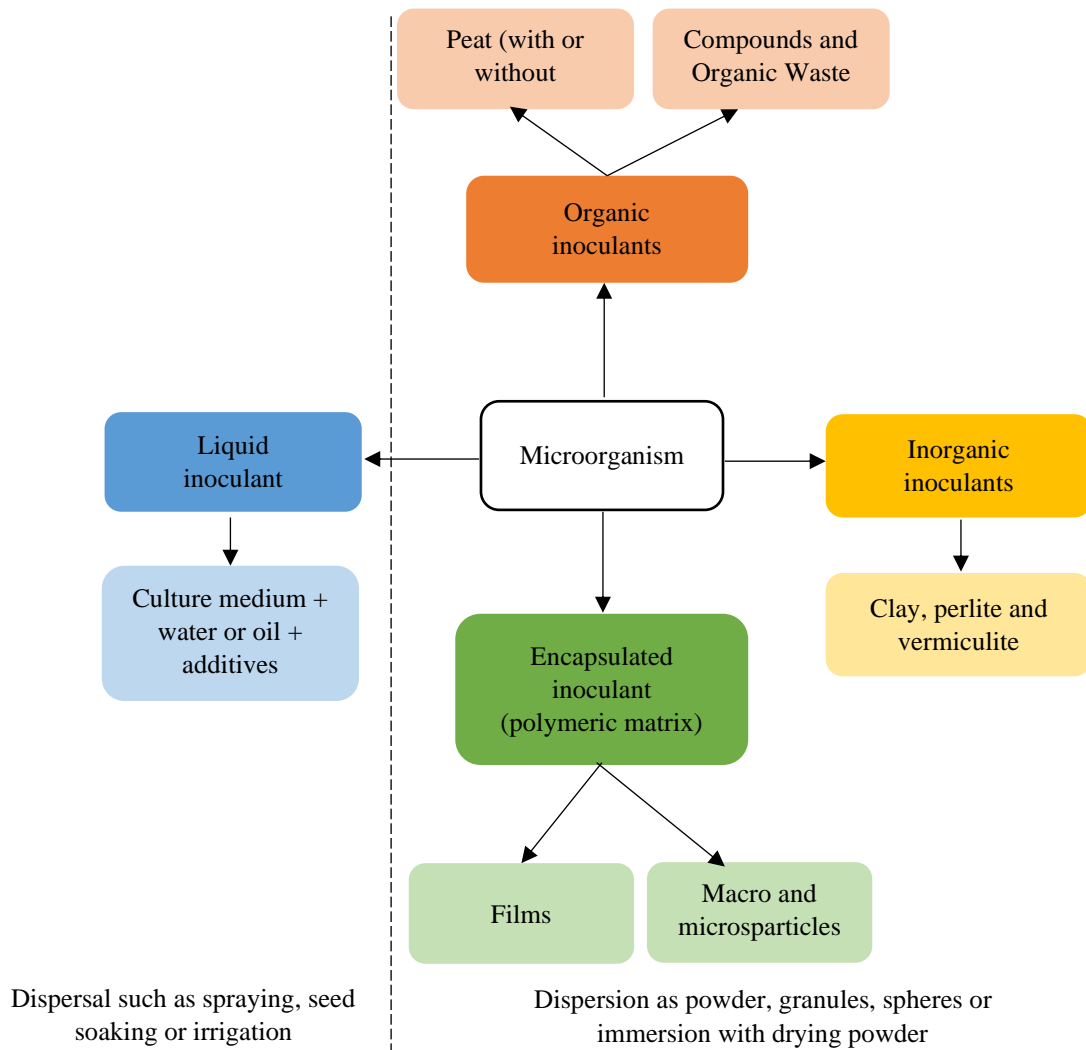 Peat (with or
without
Compounds and
Organic Waste
Organic
inoculants
Liquid
inoculant
Microorganism
Inorganic
inoculants
Culture medium +
water or oil +
additives
Encapsulated
inoculant
(polymeric matrix)
Clay, perlite and
vermiculite
Films
Macro and
microsparticles
Dispersal such as spraying, seed
soaking or irrigation
Dispersion as powder, granules, spheres or
immersion with drying powder